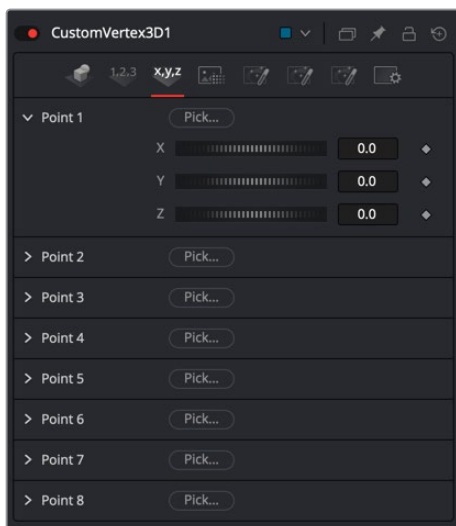 CustomVertex3D1
1,2,3 x,y,z
Point 1 Pick...
X 0.0
Y 0.0
Z 0.0
Point 2 Pick...
Point 3 Pick...
Point 4 Pick...
Point 5 Pick...
Point 6 Pick...
Point 7 Pick...
Point 8 Pick...